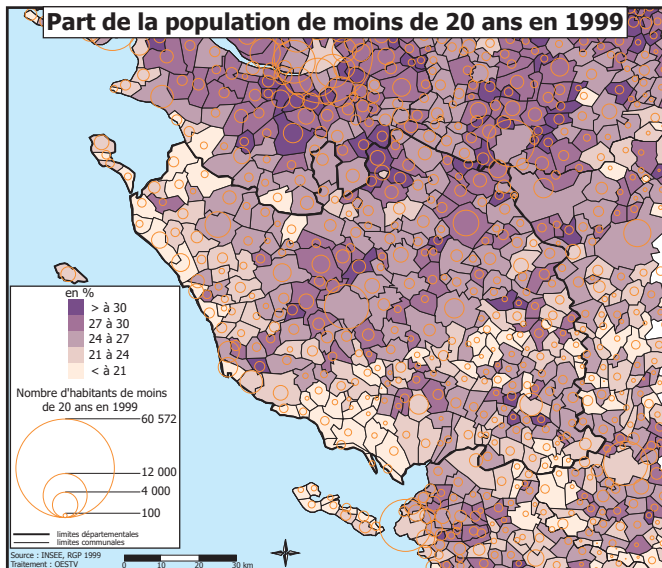 Part de la population de moins de 20 ans en 1999
en %
> à 30
27 à 30
24 à 27
21 à 24
< à 21
Nombre d'habitants de moins
de 20 ans en 1999
60 572
12 000
4 000
100
limites départementales
limites communales
Source : INSEE, RGP 1999
Traitement : OESTV
0 10 20 30 km